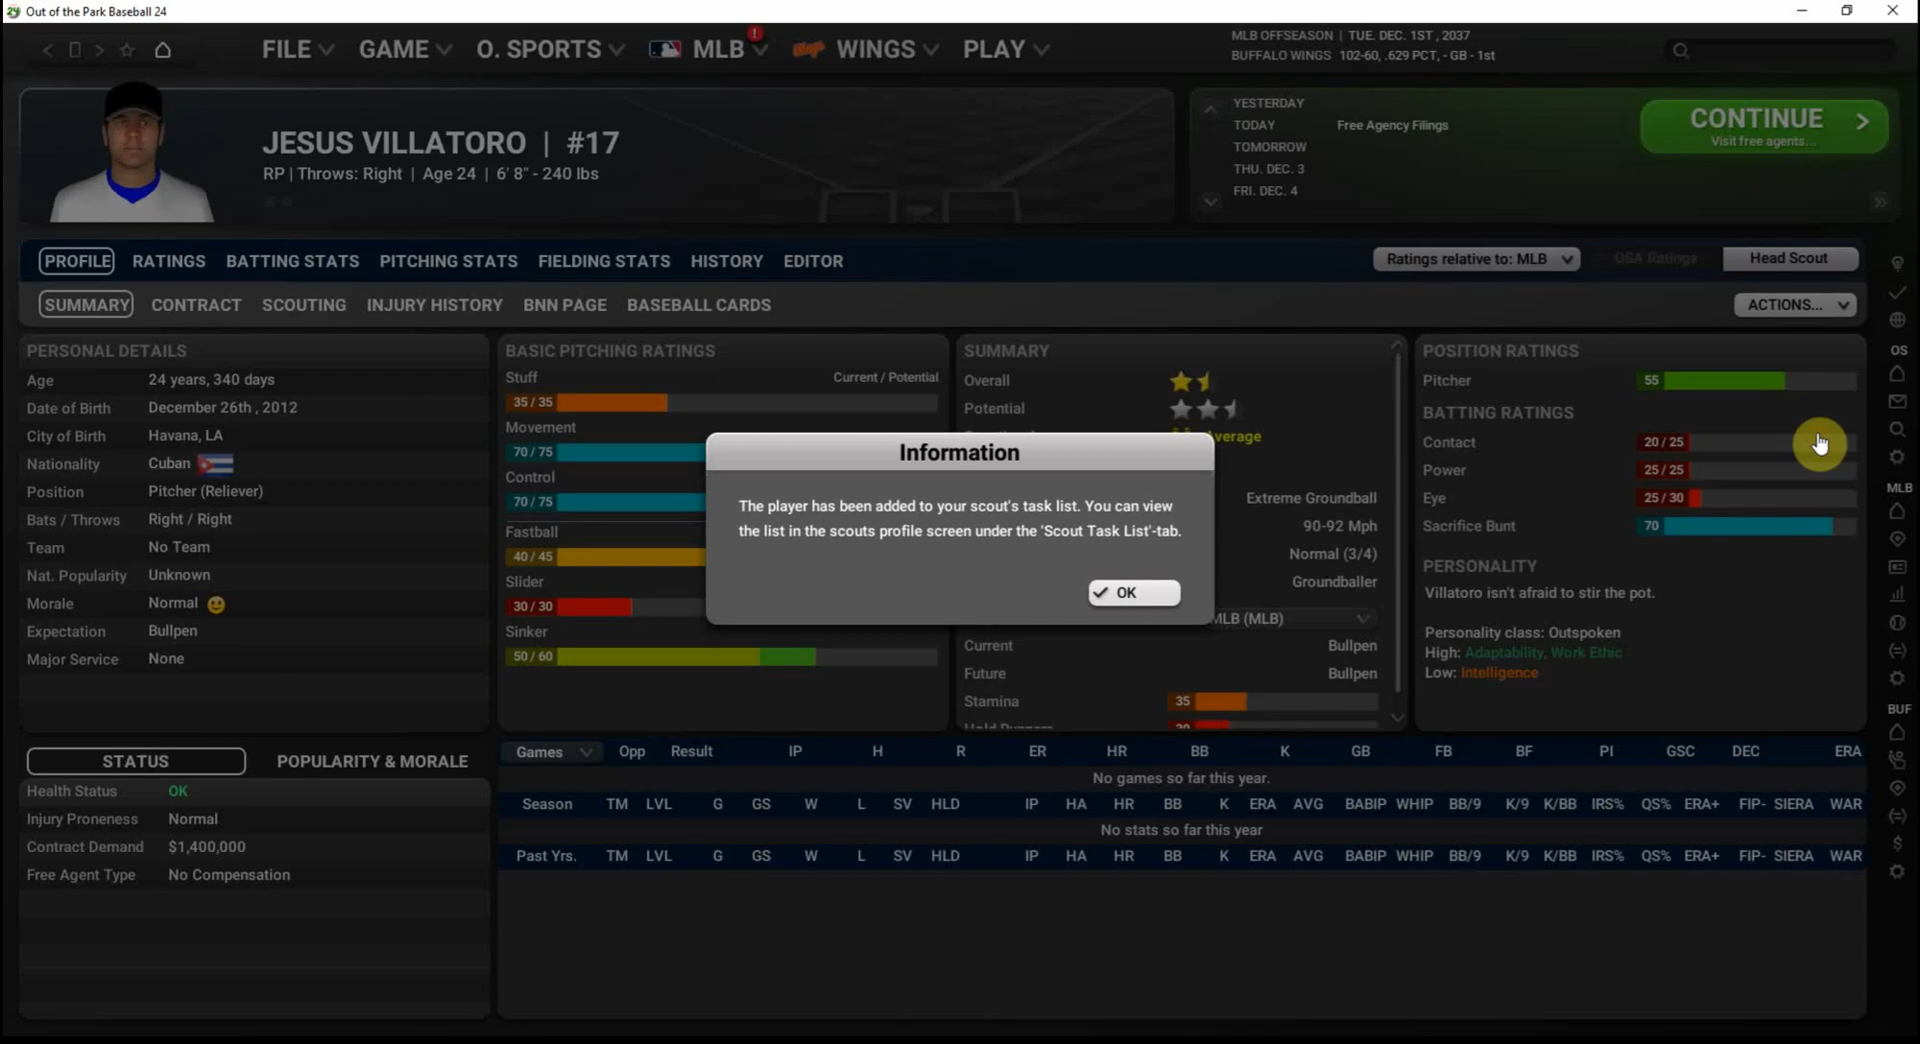 Out of the Park Baseball 24
FILE GAME O. SPORTS MLB ! WINGS PLAY
MLB OFFSEASON | TUE. DEC. 1ST , 2037
BUFFALO WINGS 102-60, .629 PCT, - GB - 1st
JESUS VILLATORO | #17
RP | Throws: Right | Age 24 | 6' 8" - 240 lbs
YESTERDAY
TODAY Free Agency Filings
TOMORROW
THU. DEC. 3
FRI. DEC. 4
CONTINUE
Visit free agents...
PROFILE RATINGS BATTING STATS PITCHING STATS FIELDING STATS HISTORY EDITOR
Ratings relative to: MLB OSA Ratings Head Scout
SUMMARY CONTRACT SCOUTING INJURY HISTORY BNN PAGE BASEBALL CARDS
ACTIONS...
PERSONAL DETAILS
Age 24 years, 340 days
Date of Birth December 26th , 2012
City of Birth Havana, LA
Nationality Cuban
Position Pitcher (Reliever)
Bats / Throws Right / Right
Team No Team
Nat. Popularity Unknown
Morale Normal
Expectation Bullpen
Major Service None
BASIC PITCHING RATINGS
Stuff Current / Potential
35 / 35
Movement
70 / 75
Control
70 / 75
Fastball
40 / 45
Slider
30 / 30
Sinker
50 / 60
SUMMARY
Overall
Potential
Average
Extreme Groundball
90-92 Mph
Normal (3/4)
Groundballer
MLB (MLB)
Current Bullpen
Future Bullpen
Stamina 35
Hold Runners 30
Information
The player has been added to your scout's task list. You can view
the list in the scouts profile screen under the 'Scout Task List'-tab.
OK
POSITION RATINGS
Pitcher 55
BATTING RATINGS
Contact 20 / 25
Power 25 / 25
Eye 25 / 30
Sacrifice Bunt 70
PERSONALITY
Villatoro isn't afraid to stir the pot.
Personality class: Outspoken
High: Adaptability, Work Ethic
Low: Intelligence
OS
MLB
BUF
STATUS POPULARITY & MORALE
Health Status OK
Injury Proneness Normal
Contract Demand $1,400,000
Free Agent Type No Compensation
Games Opp Result IP H R ER HR BB K GB FB BF PI GSC DEC ERA
No games so far this year.
Season TM LVL G GS W L SV HLD IP HA HR BB K ERA AVG BABIP WHIP BB/9 K/9 K/BB IRS% QS% ERA+ FIP- SIERA WAR
No stats so far this year
Past Yrs. TM LVL G GS W L SV HLD IP HA HR BB K ERA AVG BABIP WHIP BB/9 K/9 K/BB IRS% QS% ERA+ FIP- SIERA WAR